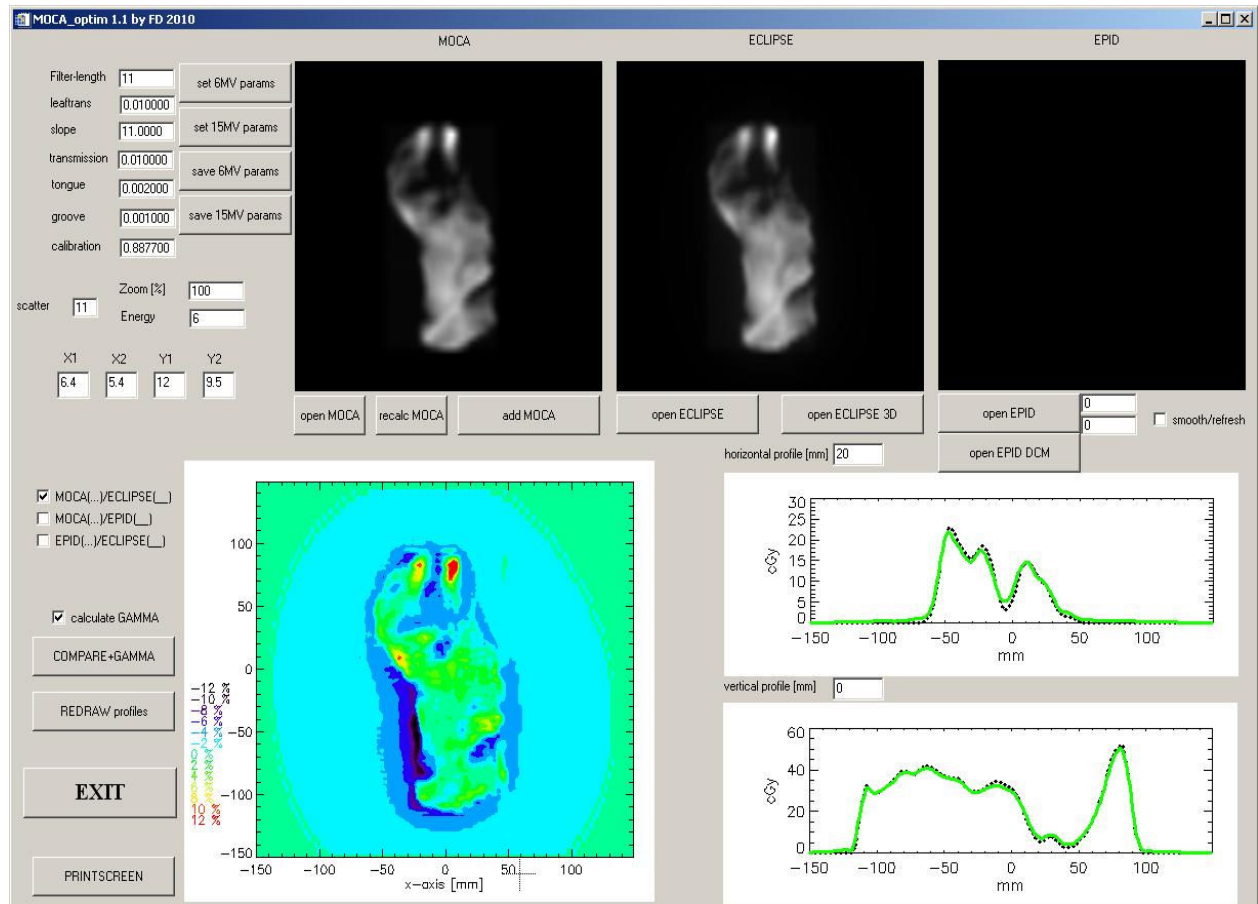 MOCA_optim 1.1 by FD 2010
MOCA ECLIPSE EPID
Filter-length 11 set 6MV params
leaftrans 0.010000
slope 11.0000 set 15MV params
transmission 0.010000 save 6MV params
tongue 0.002000
groove 0.001000 save 15MV params
calibration 0.887700
Zoom [%] 100
scatter 11
Energy 6
X1 X2 Y1 Y2
6.4 5.4 12 9.5
open MOCA recalc MOCA add MOCA open ECLIPSE open ECLIPSE 3D open EPID 0
0 smooth/refresh
horizontal profile [mm] 20 open EPID DCM
MOCA(...)/ECLIPSE(__)
MOCA(...)/EPID(__)
EPID(...)/ECLIPSE(__)
calculate GAMMA
COMPARE+GAMMA
REDRAW profiles
EXIT
PRINTSCREEN
100
50
0
-50
-100
-150
-12 %
-10 %
-8 %
-6 %
-4 %
-2 %
0 %
2 %
4 %
6 %
8 %
10 %
12 %
-150 -100 -50 0 50 100
x-axis [mm]
30
25
20
15
10
5
0
cGy
-150 -100 -50 0 50 100
mm
vertical profile [mm] 0
60
40
20
0
cGy
-150 -100 -50 0 50 100
mm